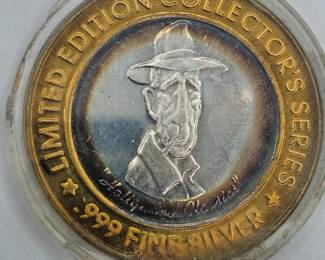 LIMITED EDITION COLLECTOR'S SERIES
.999 FINE SILVER